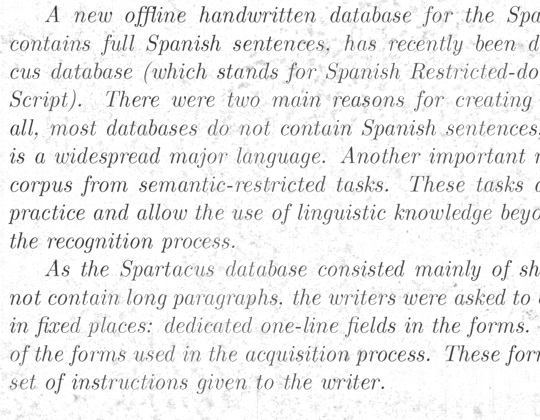 A new offline handwritten database for the Spa
contains full Spanish sentences, has recently been d
cus database (which stands for Spanish Restricted-do
Script). There were two main reasons for creating
all, most databases do not contain Spanish sentences,
is a widespread major language. Another important r
corpus from semantic-restricted tasks. These tasks a
practice and allow the use of linguistic knowledge beyo
the recognition process.
As the Spartacus database consisted mainly of sh
not contain long paragraphs, the writers were asked to
in fixed places: dedicated one-line fields in the forms.
of the forms used in the acquisition process. These for
set of instructions given to the writer.